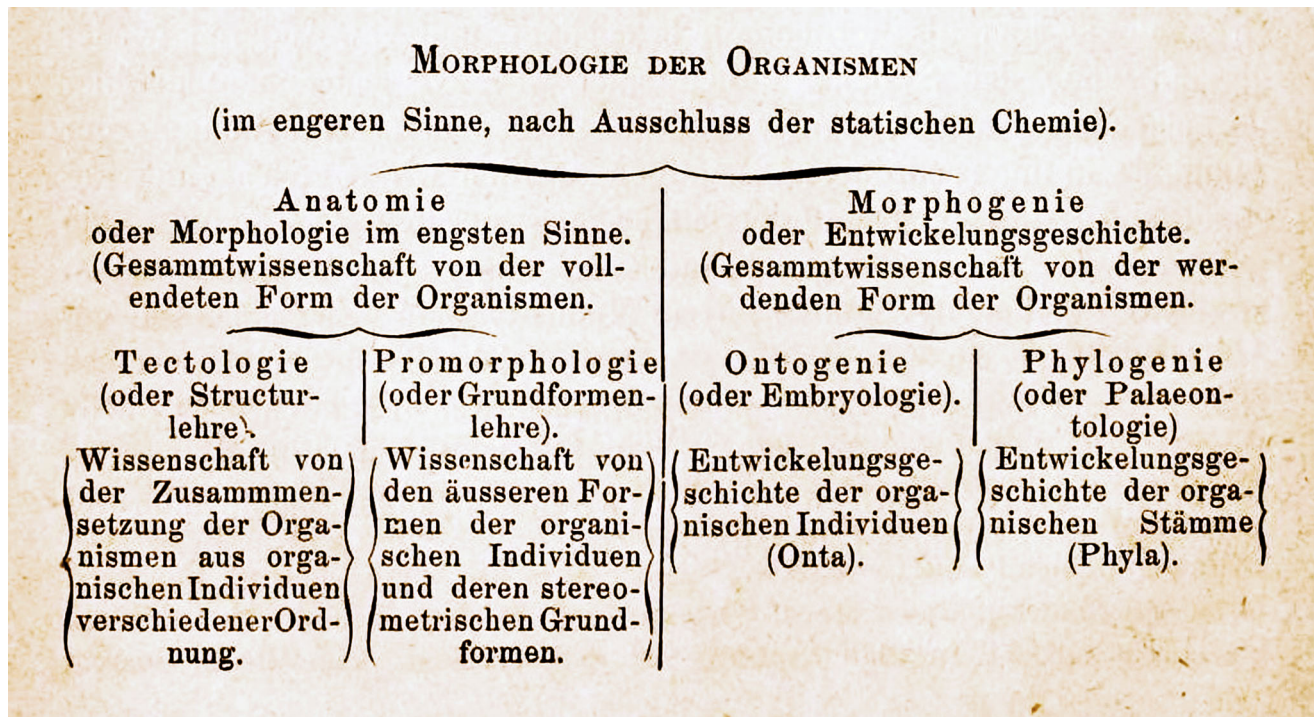 MORPHOLOGIE DER ORGANISMEN
(im engeren Sinne, nach Ausschluss der statischen Chemie).
Anatomie
oder Morphologie im engsten Sinne.
(Gesammtwissenschaft von der voll-
endeten Form der Organismen.
Morphogenie
oder Entwickelungsgeschichte.
(Gesammtwissenschaft von der wer-
denden Form der Organismen.
Tectologie
(oder Structur-
lehre).
Wissenschaft von
der Zusammmen-
setzung der Orga-
nismen aus orga-
nischen Individuen
verschiedener Ord-
nung.
Promorphologie
(oder Grundformen-
lehre).
Wissenschaft von
den äusseren For-
men der organi-
schen Individuen
und deren stereo-
metrischen Grund-
formen.
Ontogenie
(oder Embryologie).
Entwickelungsge-
schichte der orga-
nischen Individuen
(Onta).
Phylogenie
(oder Palaeon-
tologie)
Entwickelungsge-
schichte der orga-
nischen Stämme
(Phyla).